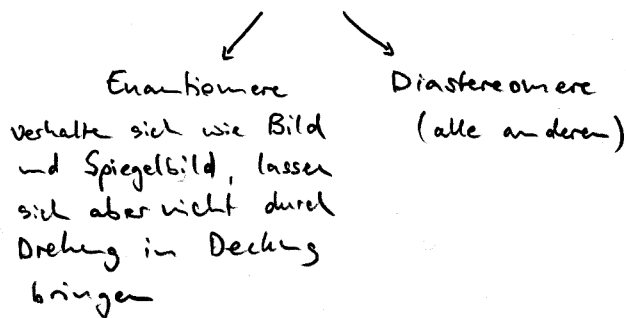 Enantiomere
verhalten sich wie Bild
und Spiegelbild, lassen
sich aber nicht durch
Drehung in Deckung
bringen
Diastereomere
(alle anderen)